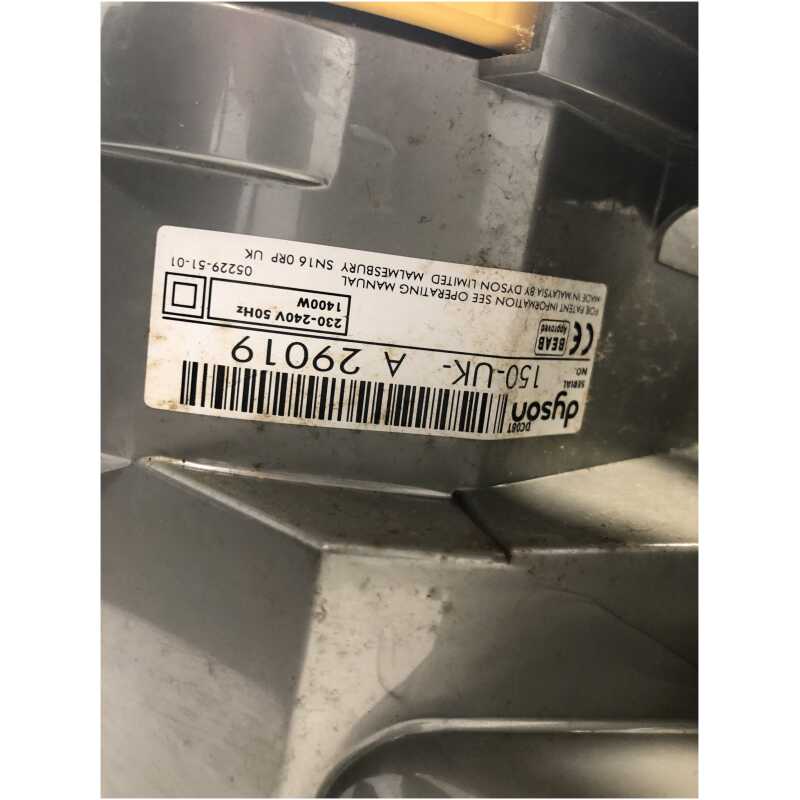 DC08T
dyson
SERIAL
NO.
150-UK- A 29019
CE
BEAB
Approved
230-240V 50Hz
1400W
FOR PATENT INFORMATION SEE OPERATING MANUAL
MADE IN MALAYSIA BY DYSON LIMITED MALMESBURY SN16 0RP UK
05229-51-01